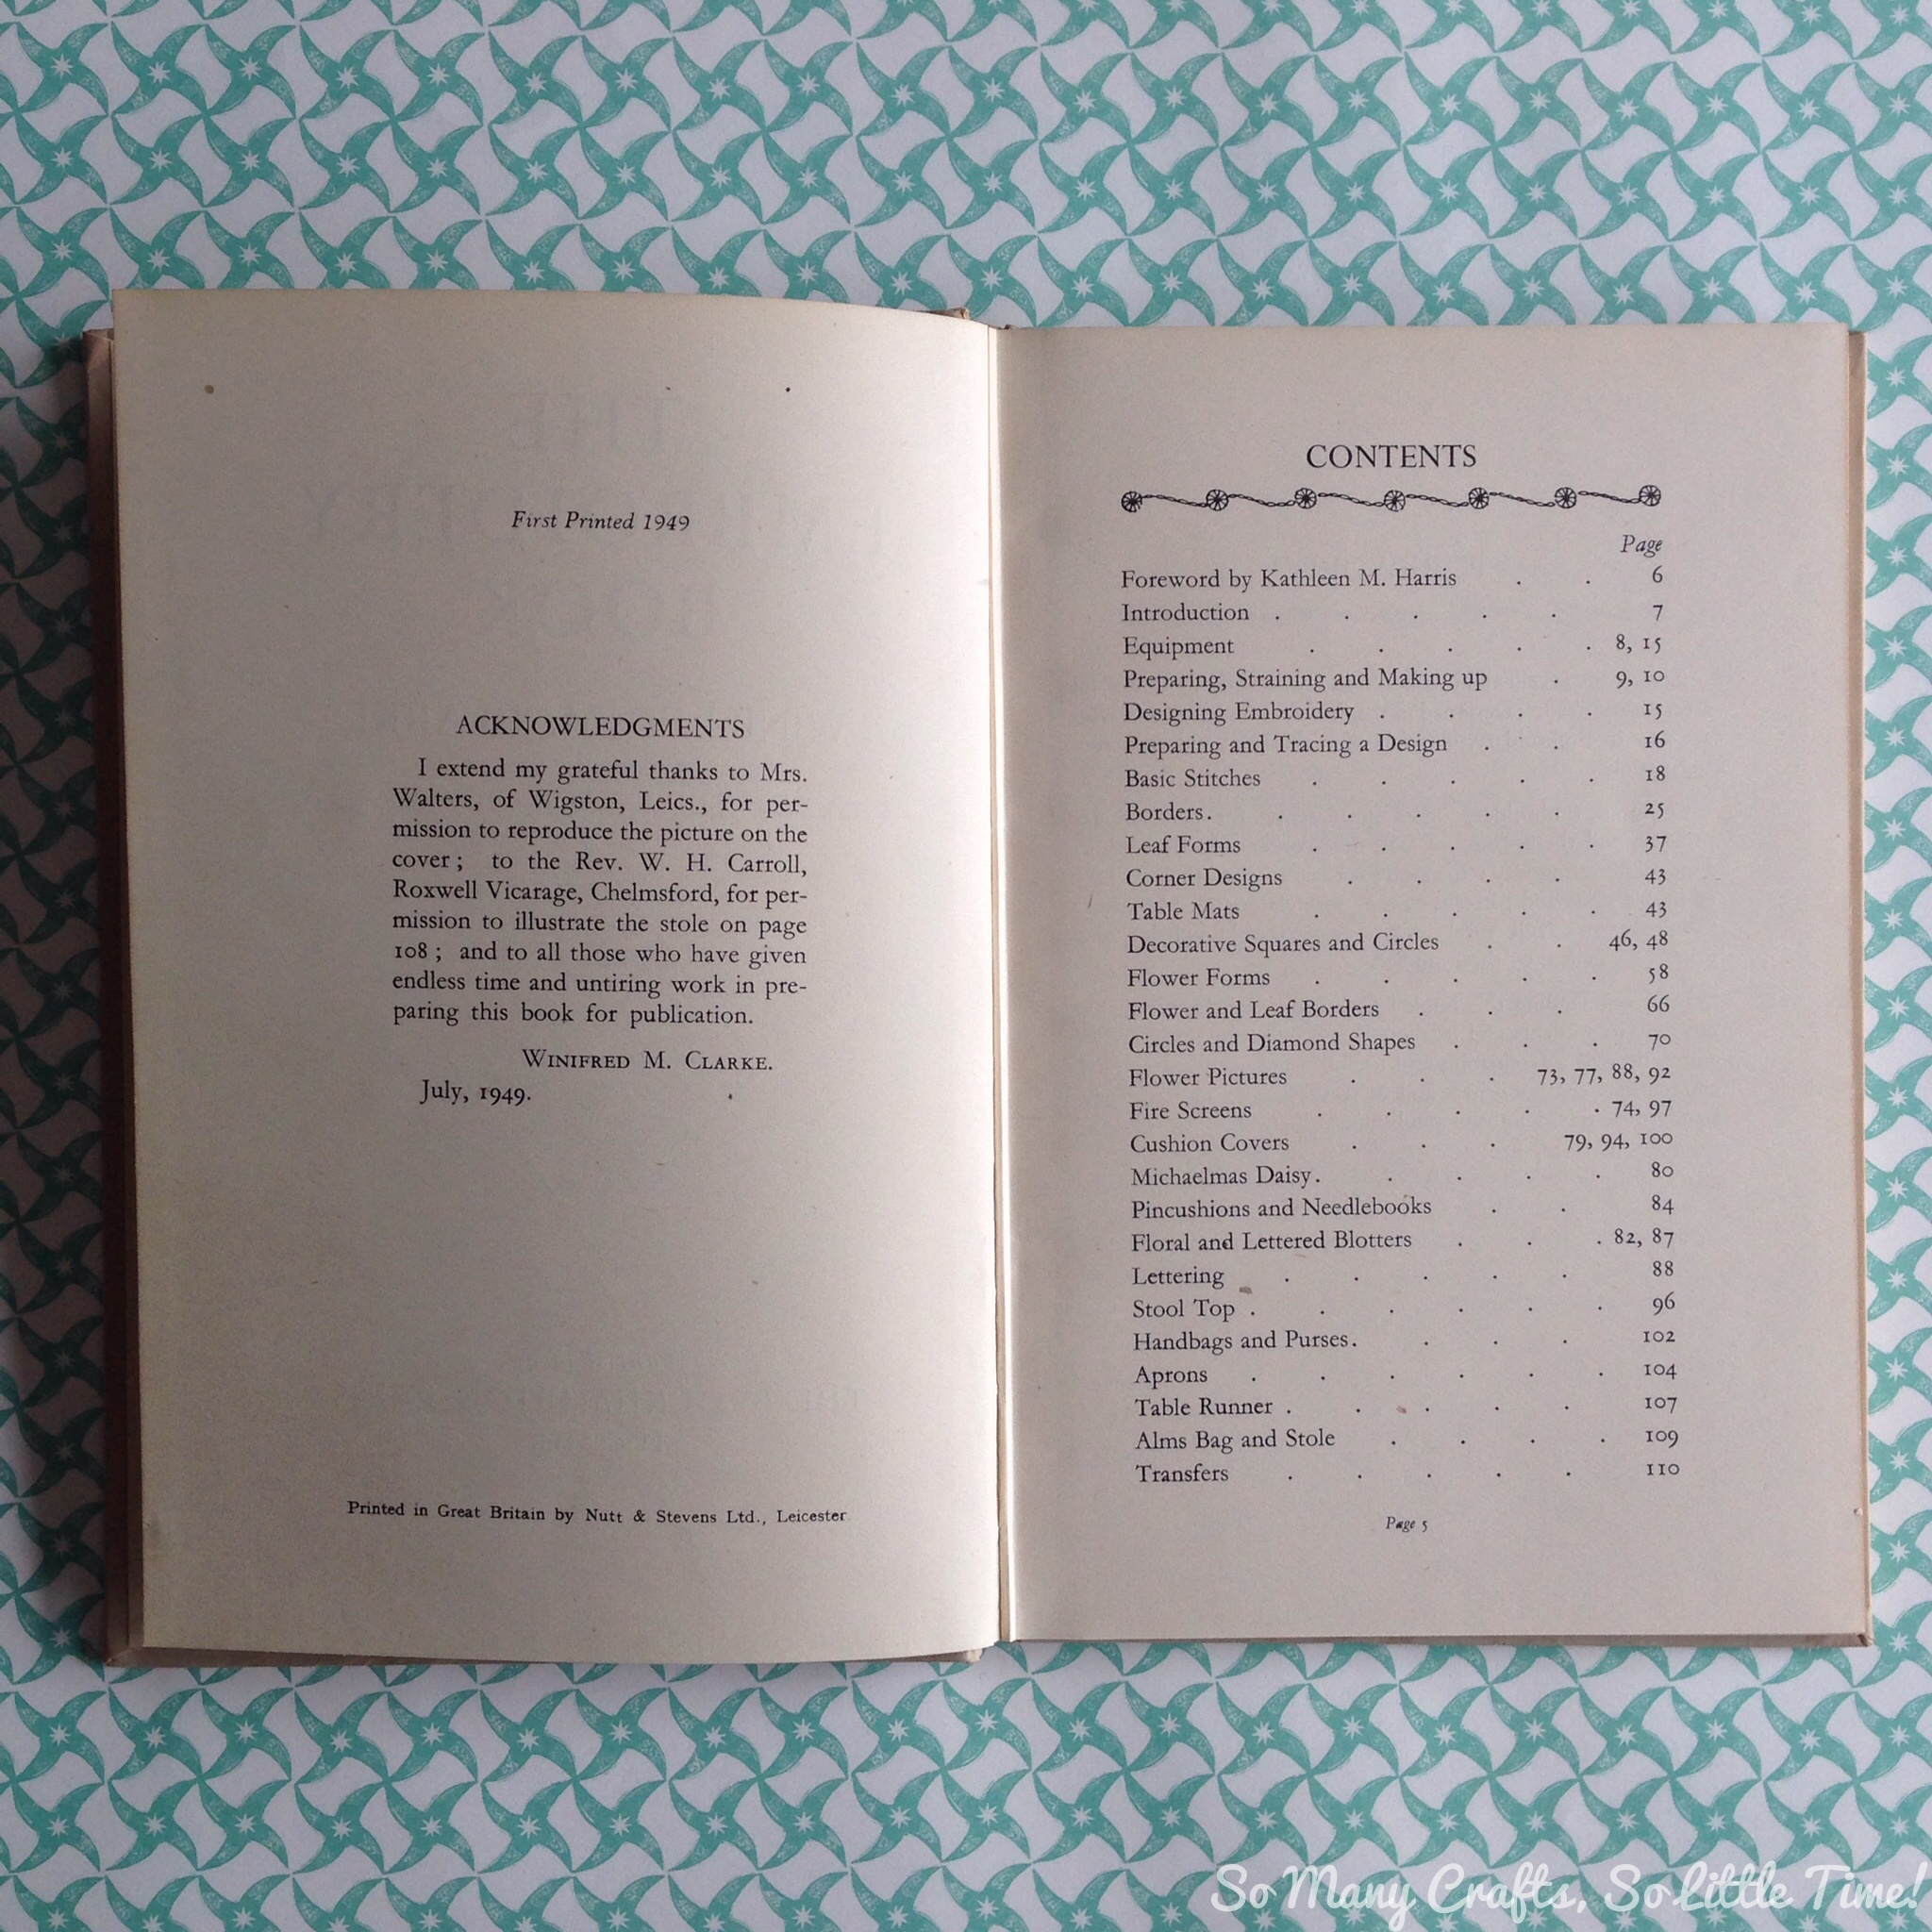 First Printed 1949
ACKNOWLEDGMENTS
I extend my grateful thanks to Mrs.
Walters, of Wigston, Leics., for per-
mission to reproduce the picture on the
cover; to the Rev. W. H. Carroll,
Roxwell Vicarage, Chelmsford, for per-
mission to illustrate the stole on page
108; and to all those who have given
endless time and untiring work in pre-
paring this book for publication.
WINIFRED M. CLARKE.
July, 1949.
Printed in Great Britain by Nutt & Stevens Ltd., Leicester
CONTENTS
Page
Foreword by Kathleen M. Harris . . 6
Introduction . . . . . 7
Equipment . . . . . 8, 15
Preparing, Straining and Making up . 9, 10
Designing Embroidery . . . . 15
Preparing and Tracing a Design . . 16
Basic Stitches . . . . . 18
Borders . . . . . . 25
Leaf Forms . . . . . 37
Corner Designs . . . . 43
Table Mats . . . . . 43
Decorative Squares and Circles . . 46, 48
Flower Forms . . . . . 58
Flower and Leaf Borders . . . 66
Circles and Diamond Shapes . . . 70
Flower Pictures . . . 73, 77, 88, 92
Fire Screens . . . . . 74, 97
Cushion Covers . . . 79, 94, 100
Michaelmas Daisy . . . . . 80
Pincushions and Needlebooks . . 84
Floral and Lettered Blotters . . . 82, 87
Lettering . . . . . 88
Stool Top . . . . . . 96
Handbags and Purses . . . . 102
Aprons . . . . . . 104
Table Runner . . . . . 107
Alms Bag and Stole . . . . 109
Transfers . . . . . 110
Page 5
So Many Crafts, So Little Time!